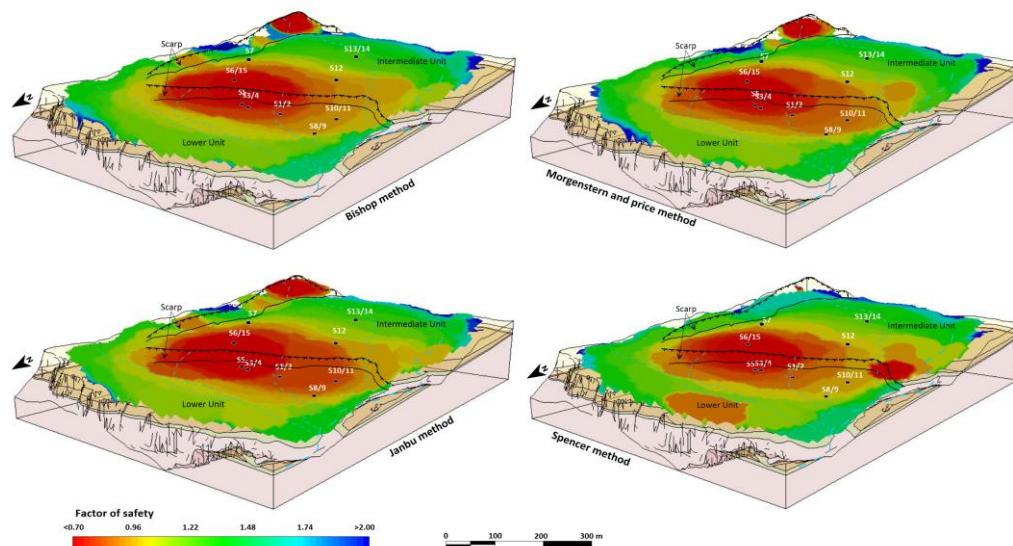 Scarp
S7
S13/14
Intermediate Unit
S6/15
S12
S5
S3/4
S1/2
S10/11
S8/9
Lower Unit
N
Bishop method
Scarp
S7
S13/14
Intermediate Unit
S6/15
S12
S3/4
S1/2
S10/11
S8/9
Lower Unit
N
Morgenstern and price method
Scarp
S7
S13/14
Intermediate Unit
S6/15
S12
S5
S3/4
S1/2
S10/11
S8/9
Lower Unit
N
Janbu method
Scarp
S7
S13/14
Intermediate Unit
S6/15
S12
S5
S3/4
S1/2
S10/11
S8/9
Lower Unit
N
Spencer method
Factor of safety
<0.70 0.96 1.22 1.48 1.74 >2.00
0 100 200 300 m